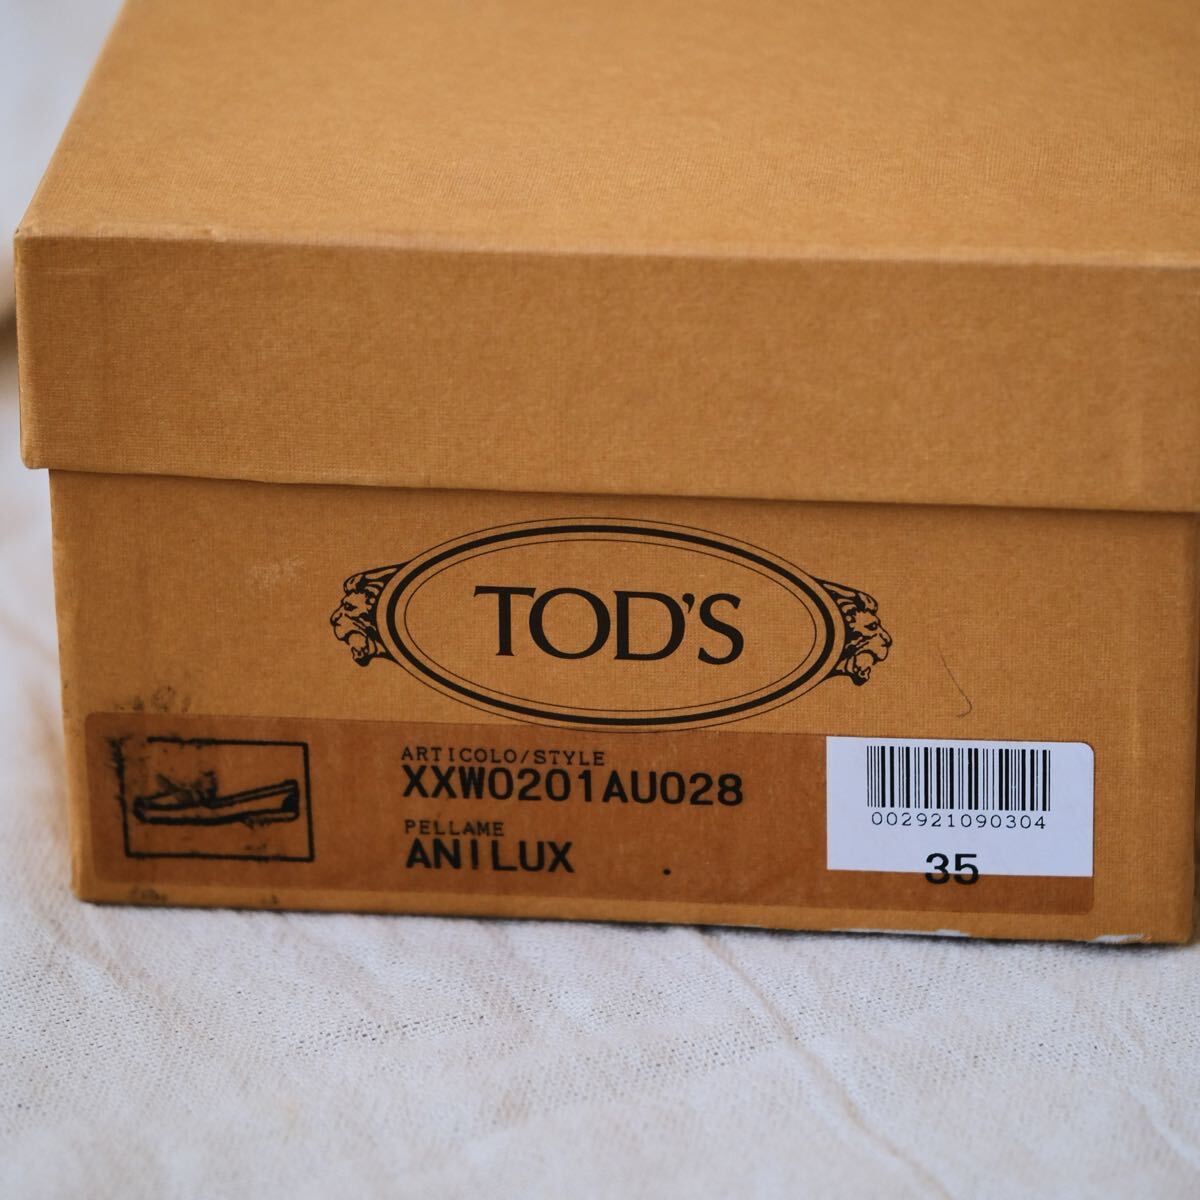 TOD'S
ARTICOLO/STYLE
XXW0201AU028
PELLAME
ANILUX .
002921090304
35